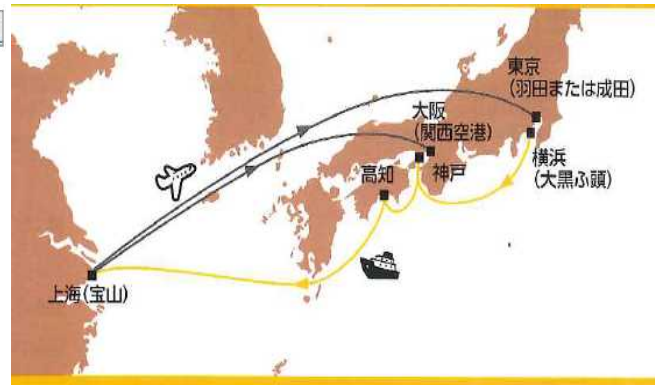 東京
(羽田または成田)
大阪
(関西空港)
高知
神戸
横浜
(大黒ふ頭)
上海(宝山)